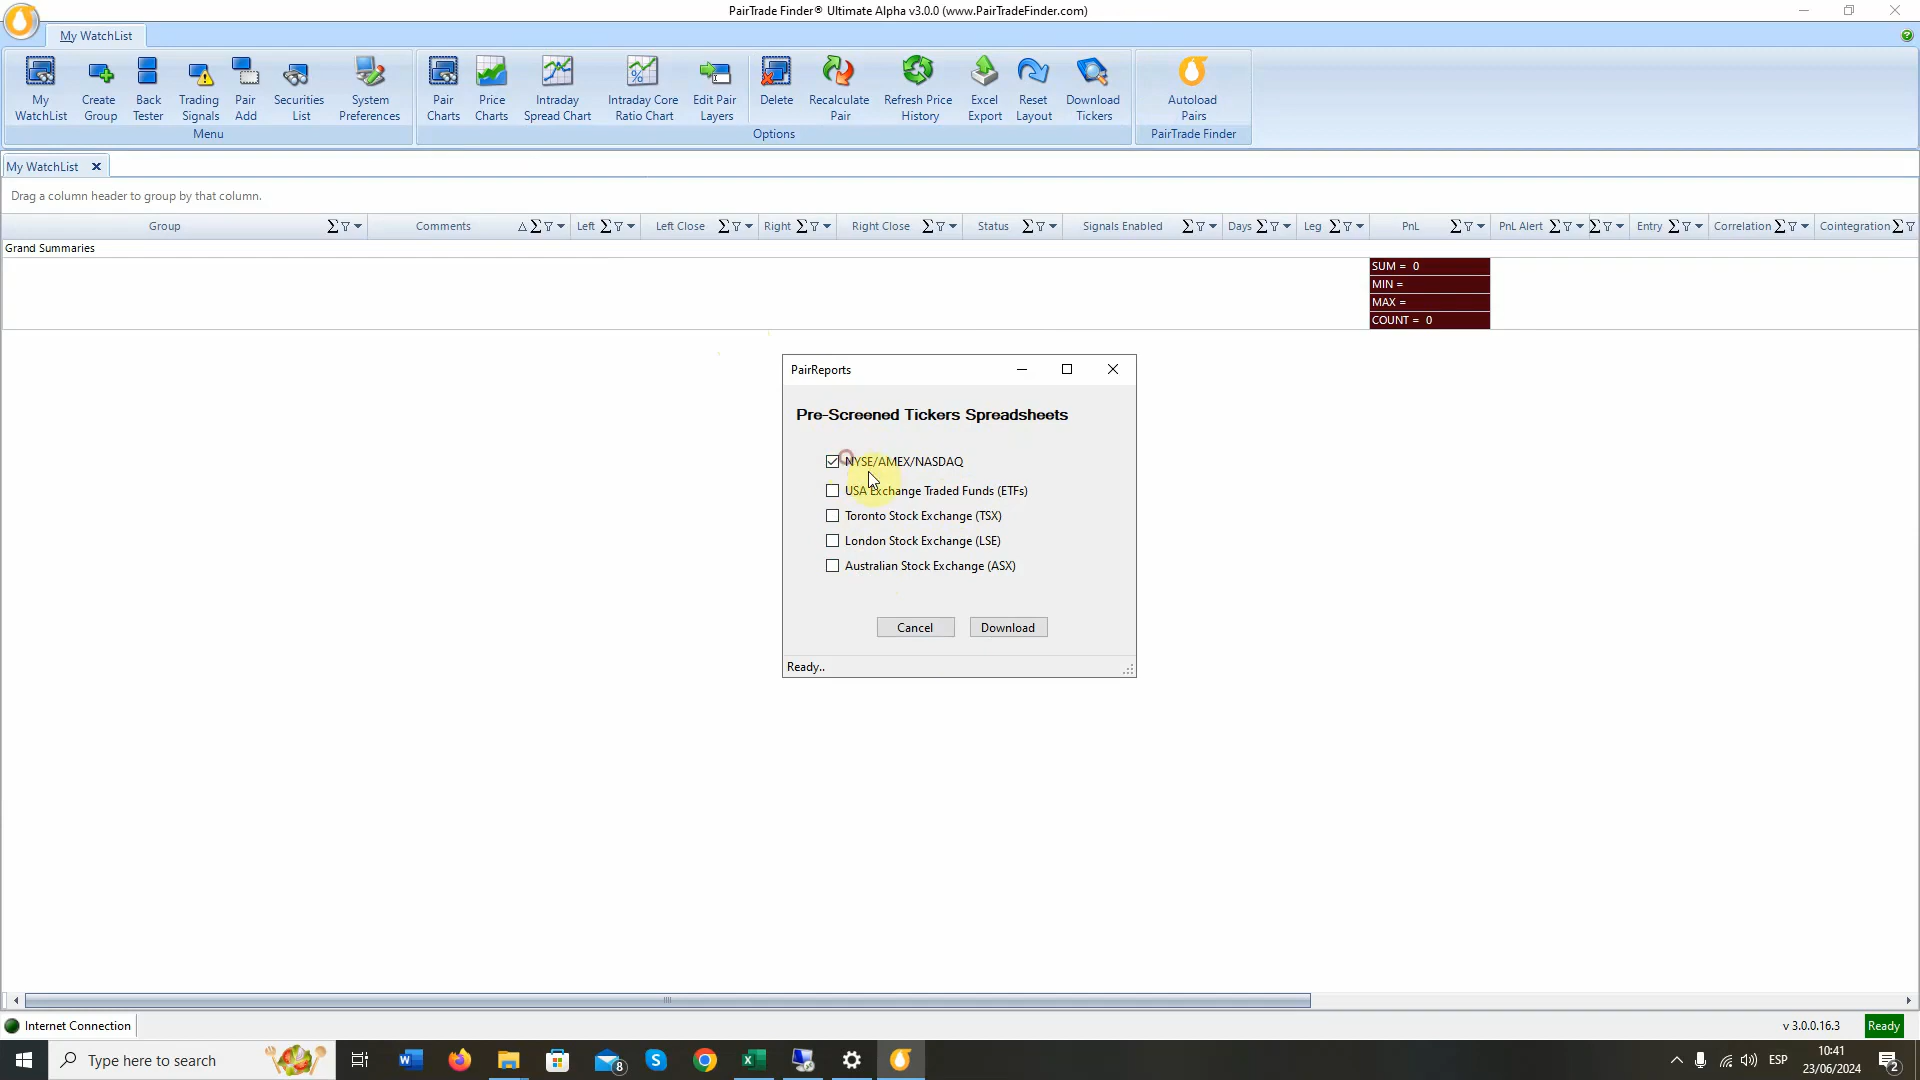 PairTrade Finder® Ultimate Alpha v3.0.0 (www.PairTradeFinder.com)
My WatchList
My WatchList
Create Group
Back Tester
Trading Signals
Pair Add
Securities List
System Preferences
Menu
Pair Charts
Price Charts
Intraday Spread Chart
Intraday Core Ratio Chart
Edit Pair Layers
Delete
Recalculate Pair
Refresh Price History
Excel Export
Reset Layout
Download Tickers
Options
Autoload Pairs
PairTrade Finder
My WatchList
Drag a column header to group by that column.
Group Comments Left Left Close Right Right Close Status Signals Enabled Days Leg PnL PnL Alert Entry Correlation Cointegration
Grand Summaries
SUM = 0
MIN =
MAX =
COUNT = 0
PairReports
Pre-Screened Tickers Spreadsheets
NYSE/AMEX/NASDAQ
USA Exchange Traded Funds (ETFs)
Toronto Stock Exchange (TSX)
London Stock Exchange (LSE)
Australian Stock Exchange (ASX)
Cancel Download
Ready..
Internet Connection v 3.0.0.16.3 Ready
Type here to search 8 ESP 10:41
23/06/2024 2